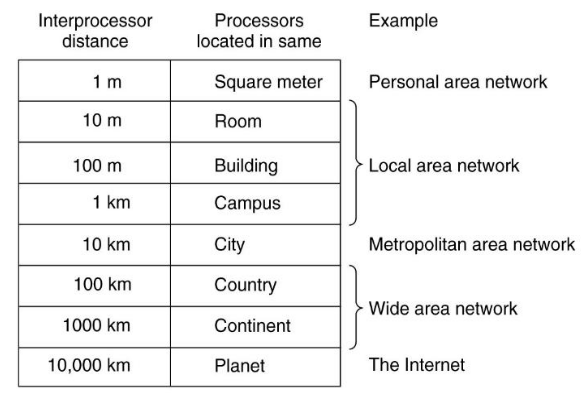 Interprocessor distance Processors located in same Example
1 m Square meter Personal area network
10 m Room
100 m Building Local area network
1 km Campus
10 km City Metropolitan area network
100 km Country
Wide area network
1000 km Continent
10,000 km Planet The Internet